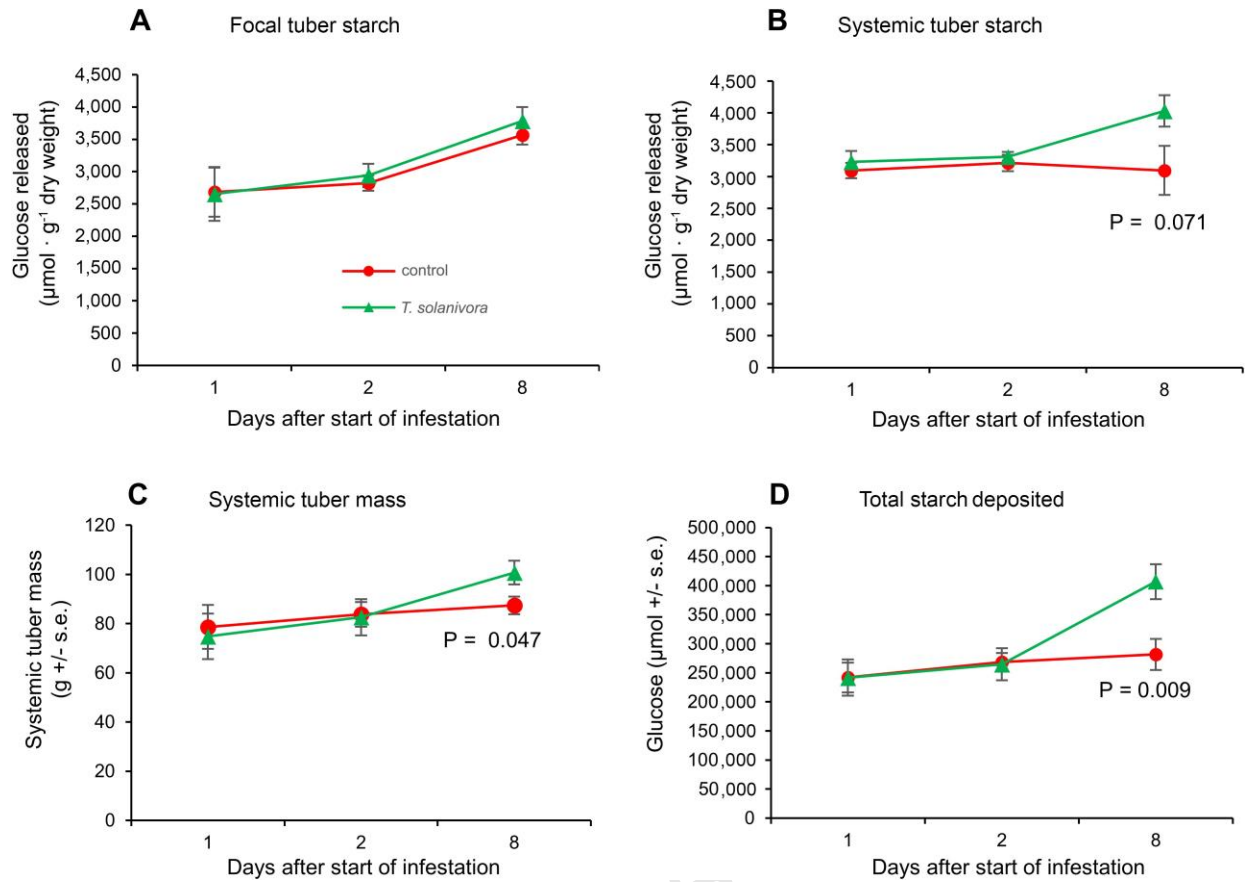 A Focal tuber starch
Glucose released
(µmol · g⁻¹ dry weight)
4,500
4,000
3,500
3,000
2,500
2,000
1,500
1,000
500
0
control
T. solanivora
1 2 8
Days after start of infestation
B Systemic tuber starch
Glucose released
(µmol · g⁻¹ dry weight)
4,500
4,000
3,500
3,000
2,500
2,000
1,500
1,000
500
0
P = 0.071
1 2 8
Days after start of infestation
C Systemic tuber mass
Systemic tuber mass
(g +/- s.e.)
120
100
80
60
40
20
0
P = 0.047
1 2 8
Days after start of infestation
D Total starch deposited
Glucose (µmol +/- s.e.)
500,000
450,000
400,000
350,000
300,000
250,000
200,000
150,000
100,000
50,000
0
P = 0.009
1 2 8
Days after start of infestation